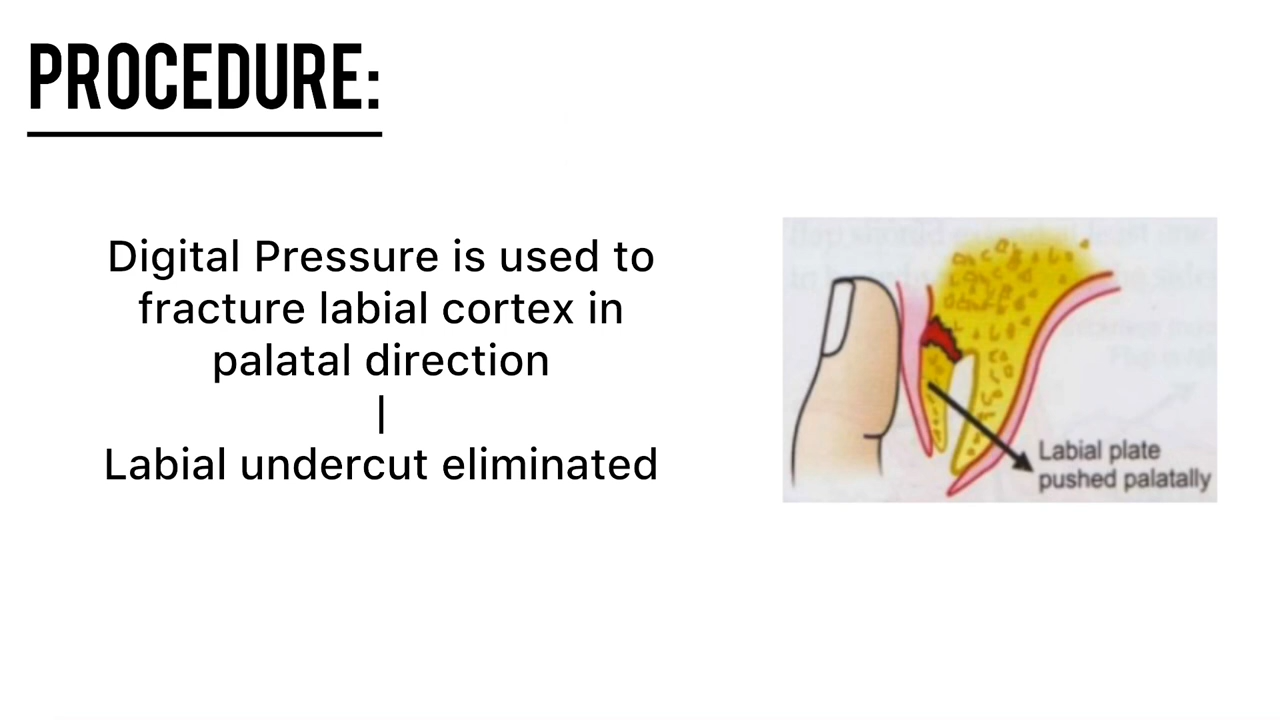 PROCEDURE:
Digital Pressure is used to
fracture labial cortex in
palatal direction
|
Labial undercut eliminated
Labial plate
pushed palatally